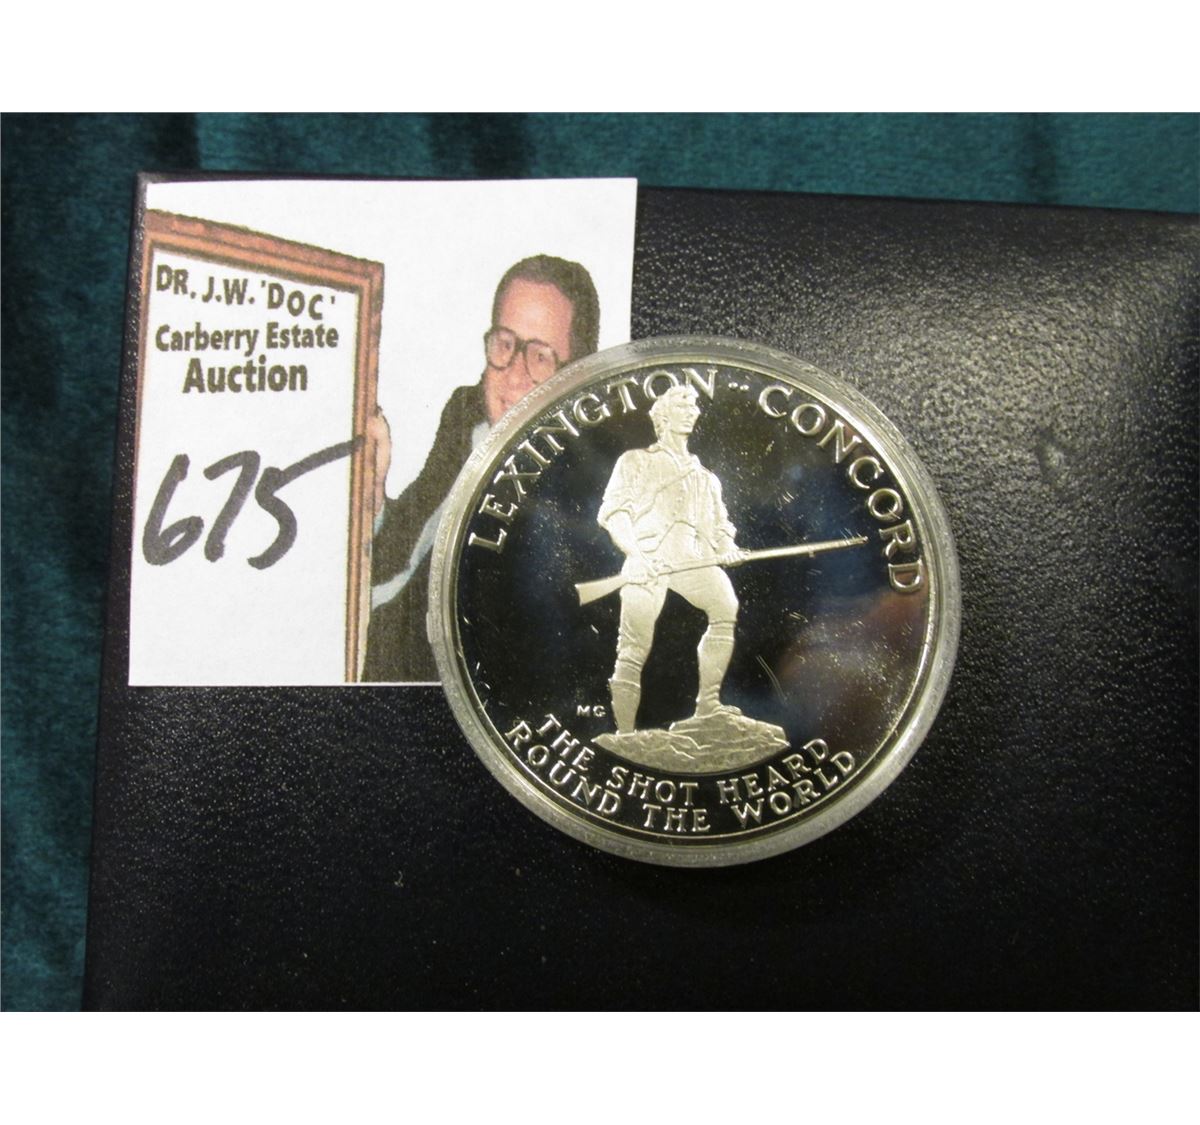 DR. J.W. 'DOC'
Carberry Estate
Auction
675
LEXINGTON · · CONCORD
MG
THE SHOT HEARD
ROUND THE WORLD